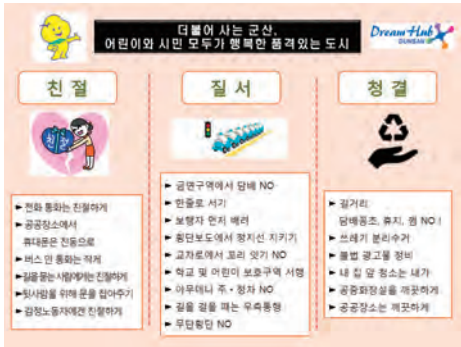 더불어 사는 군산,
어린이와 시민 모두가 행복한 품격있는 도시
Dream Hub
GUNSAN
친 절
친절
► 전화 통화는 친절하게
► 공공장소에서
휴대폰은 진동으로
► 버스 안 통화는 작게
► 길을 묻는 사람에게는 친절하게
► 뒷사람을 위해 문을 잡아주기
► 감정노동자에겐 친절하게
질 서
► 금연구역에서 담배 NO
► 한줄로 서기
► 보행자 먼저 배려
► 횡단보도에서 정지선 지키기
► 교차로에서 꼬리 잇기 NO
► 학교 및 어린이 보호구역 서행
► 아무데나 주·정차 NO
► 길을 걸을 때는 우측통행
► 무단횡단 NO
청 결
► 길거리
담배꽁초, 휴지, 껌 NO !
► 쓰레기 분리수거
► 불법 광고물 정비
► 내 집 앞 청소는 내가
► 공중화장실을 깨끗하게
► 공공장소는 깨끗하게